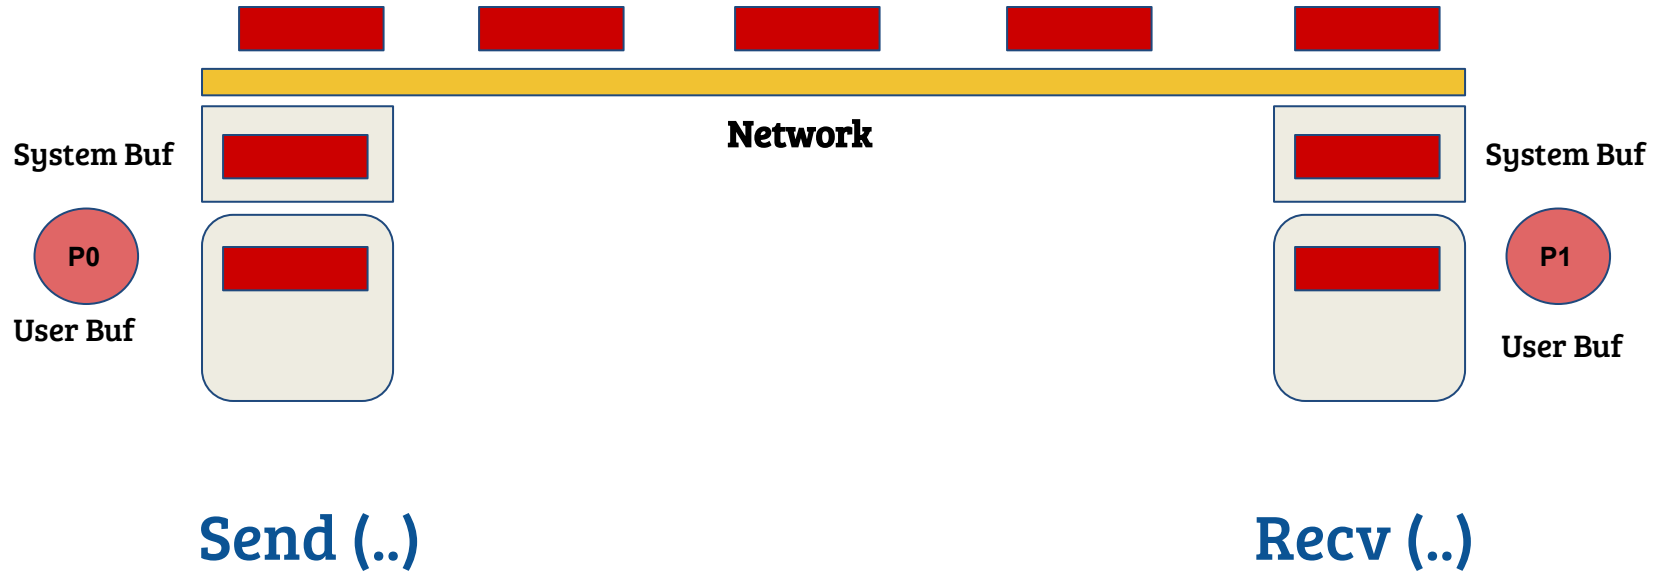 Network
System Buf
System Buf
P0
P1
User Buf
User Buf
Send (..)
Recv (..)